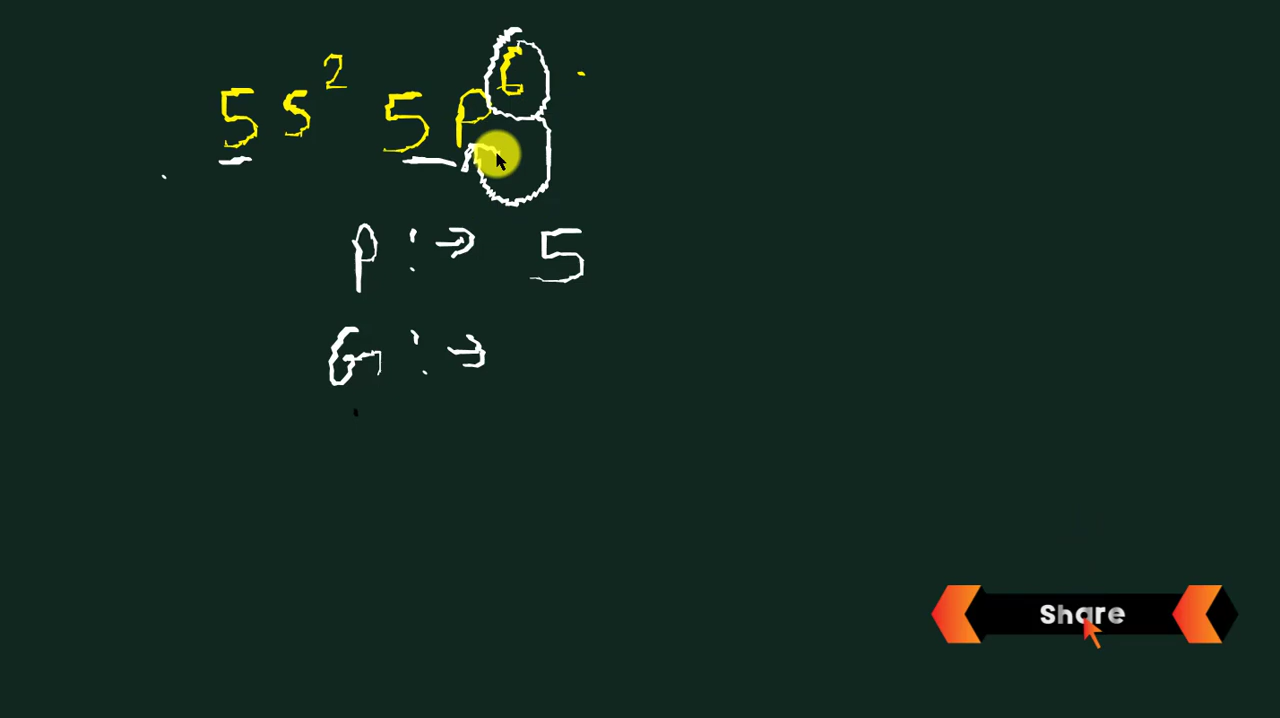 5s² 5p⁶
P : → 5
G : →
Share